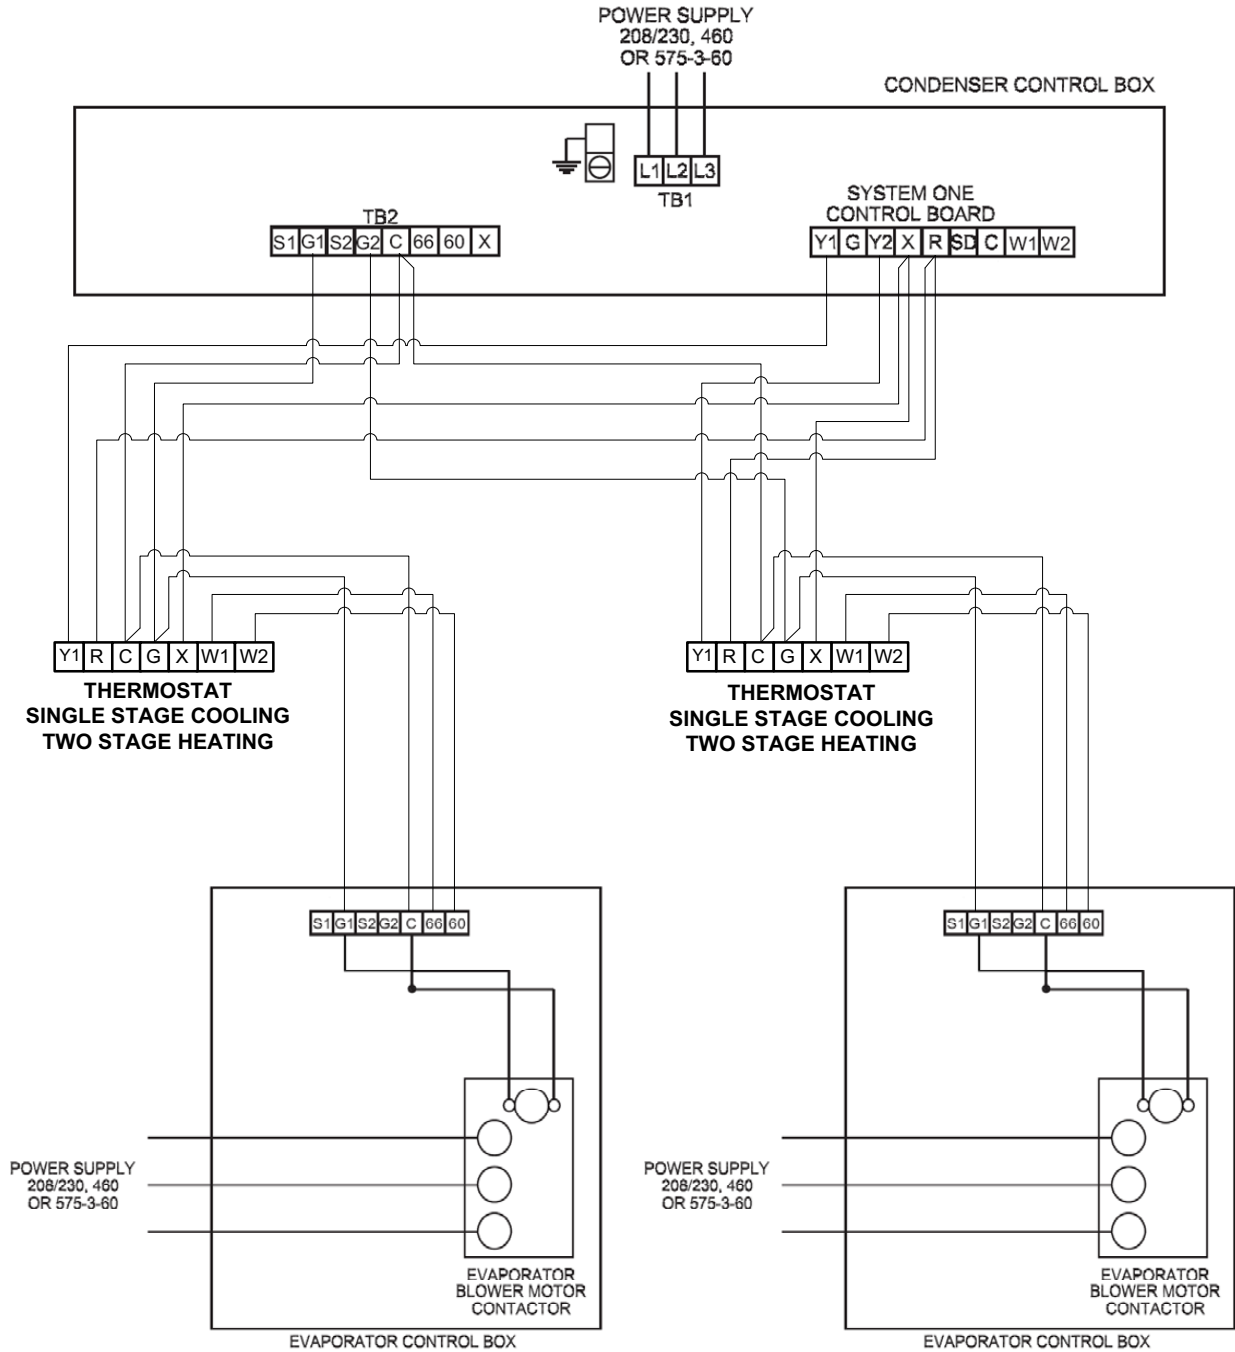 POWER SUPPLY
208/230, 460
OR 575-3-60
CONDENSER CONTROL BOX
L1 L2 L3
TB1
SYSTEM ONE
CONTROL BOARD
TB2
S1 G1 S2 G2 C 66 60 X
Y1 G Y2 X R SD C W1 W2
Y1 R C G X W1 W2
THERMOSTAT
SINGLE STAGE COOLING
TWO STAGE HEATING
Y1 R C G X W1 W2
THERMOSTAT
SINGLE STAGE COOLING
TWO STAGE HEATING
S1 G1 S2 G2 C 66 60
S1 G1 S2 G2 C 66 60
POWER SUPPLY
208/230, 460
OR 575-3-60
EVAPORATOR
BLOWER MOTOR
CONTACTOR
EVAPORATOR CONTROL BOX
POWER SUPPLY
208/230, 460
OR 575-3-60
EVAPORATOR
BLOWER MOTOR
CONTACTOR
EVAPORATOR CONTROL BOX